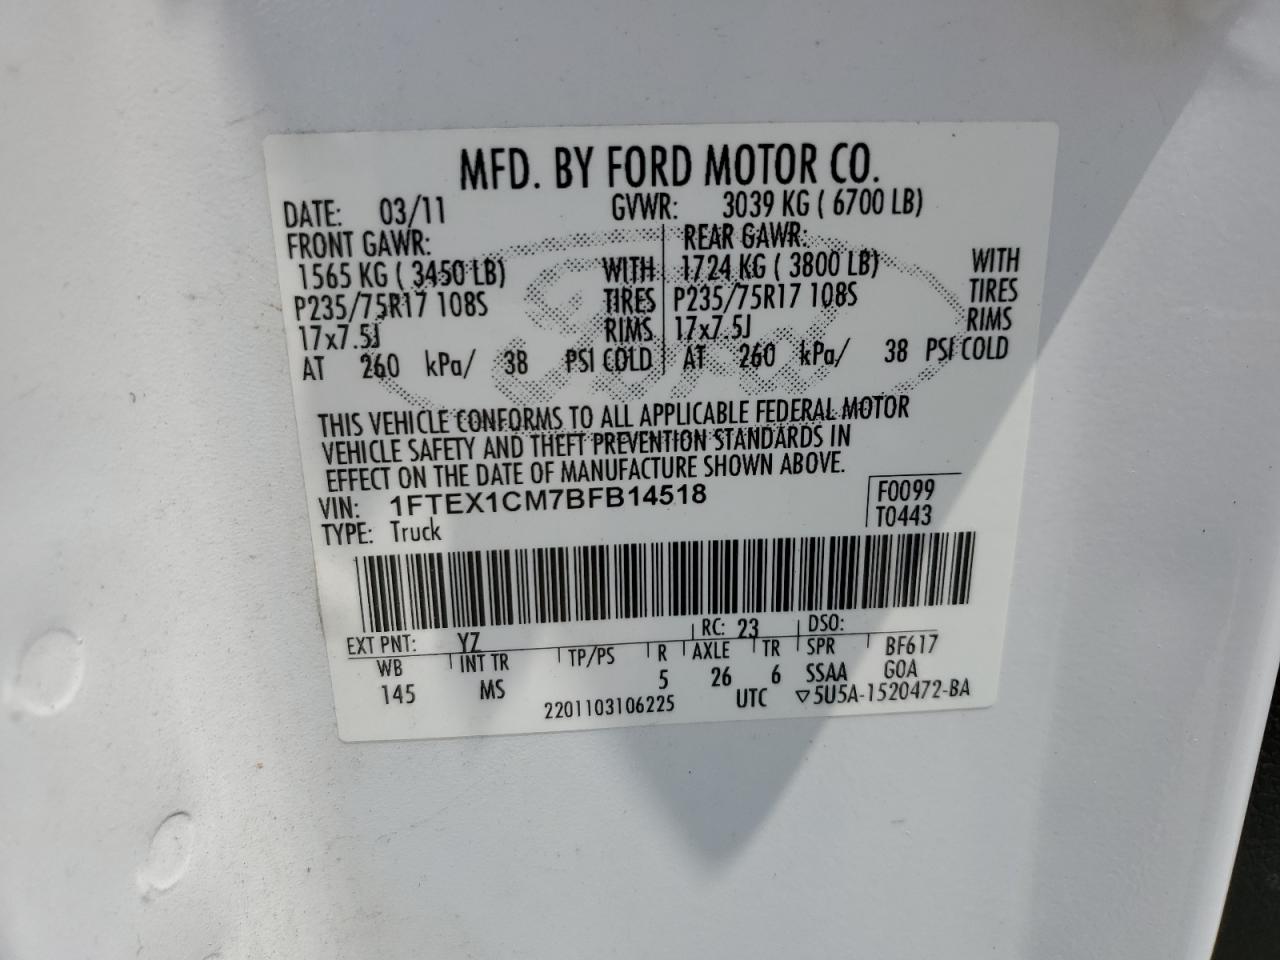 MFD. BY FORD MOTOR CO.
DATE: 03/11 GVWR: 3039 KG ( 6700 LB)
FRONT GAWR: REAR GAWR:
1565 KG ( 3450 LB) WITH 1724 KG ( 3800 LB) WITH
P235/75R17 108S TIRES P235/75R17 108S TIRES
17x7.5J RIMS 17x7.5J RIMS
AT 260 kPa/ 38 PSI COLD AT 260 kPa/ 38 PSI COLD
Ford
THIS VEHICLE CONFORMS TO ALL APPLICABLE FEDERAL MOTOR
VEHICLE SAFETY AND THEFT PREVENTION STANDARDS IN
EFFECT ON THE DATE OF MANUFACTURE SHOWN ABOVE.
VIN: 1FTEX1CM7BFB14518 F0099
TYPE: Truck T0443
EXT PNT: YZ RC: 23 DSO:
WB INT TR TP/PS R AXLE TR SPR BF617
145 MS 5 26 6 SSAA GOA
2201103106225 UTC ▽5U5A-1520472-BA